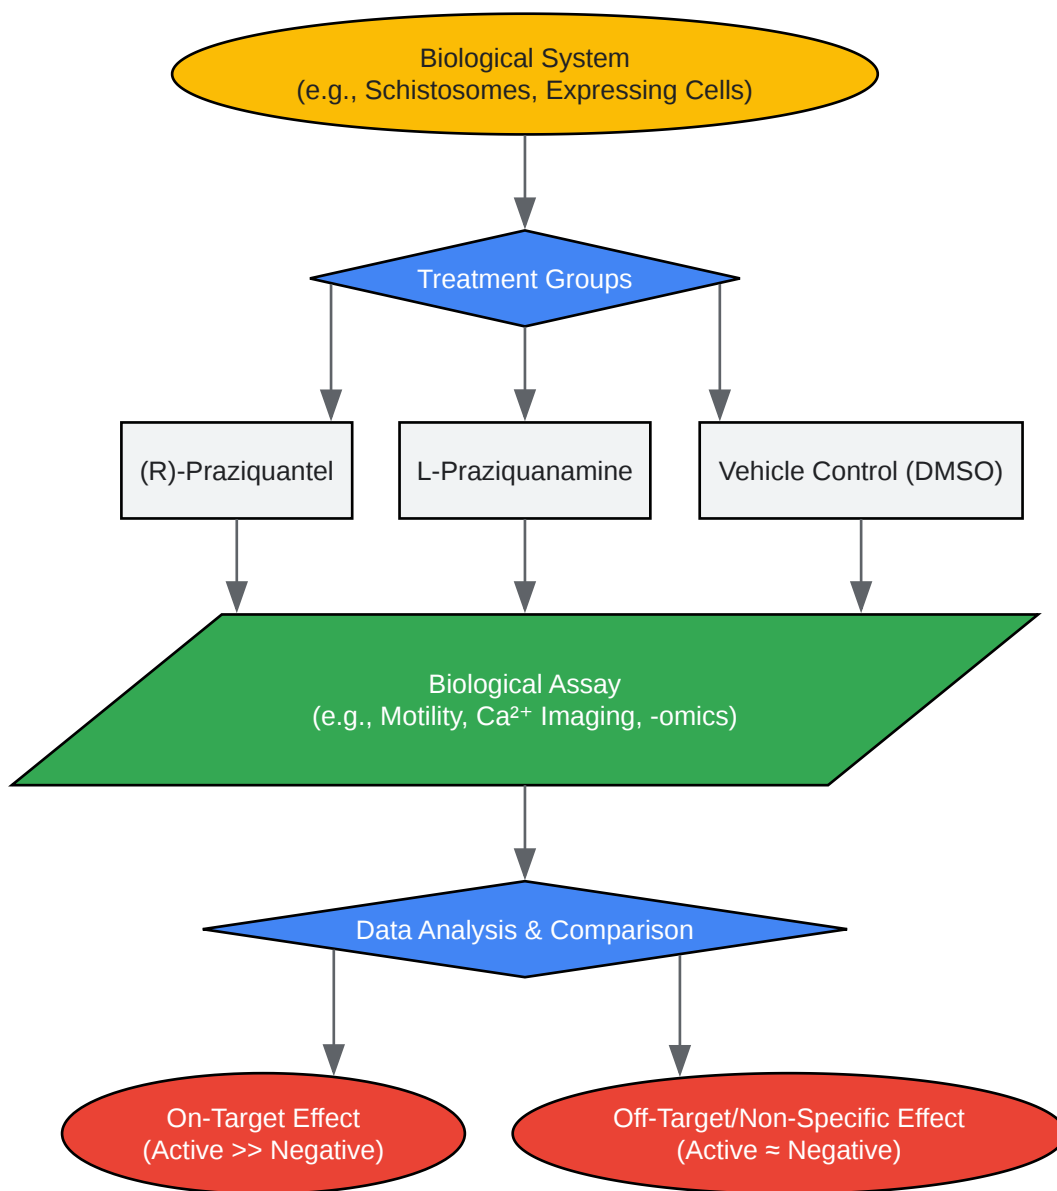 Biological System
(e.g., Schistosomes, Expressing Cells)
Treatment Groups
(R)-Praziquantel
L-Praziquanamine
Vehicle Control (DMSO)
Biological Assay
(e.g., Motility, Ca²⁺ Imaging, -omics)
Data Analysis & Comparison
On-Target Effect
(Active >> Negative)
Off-Target/Non-Specific Effect
(Active ≈ Negative)